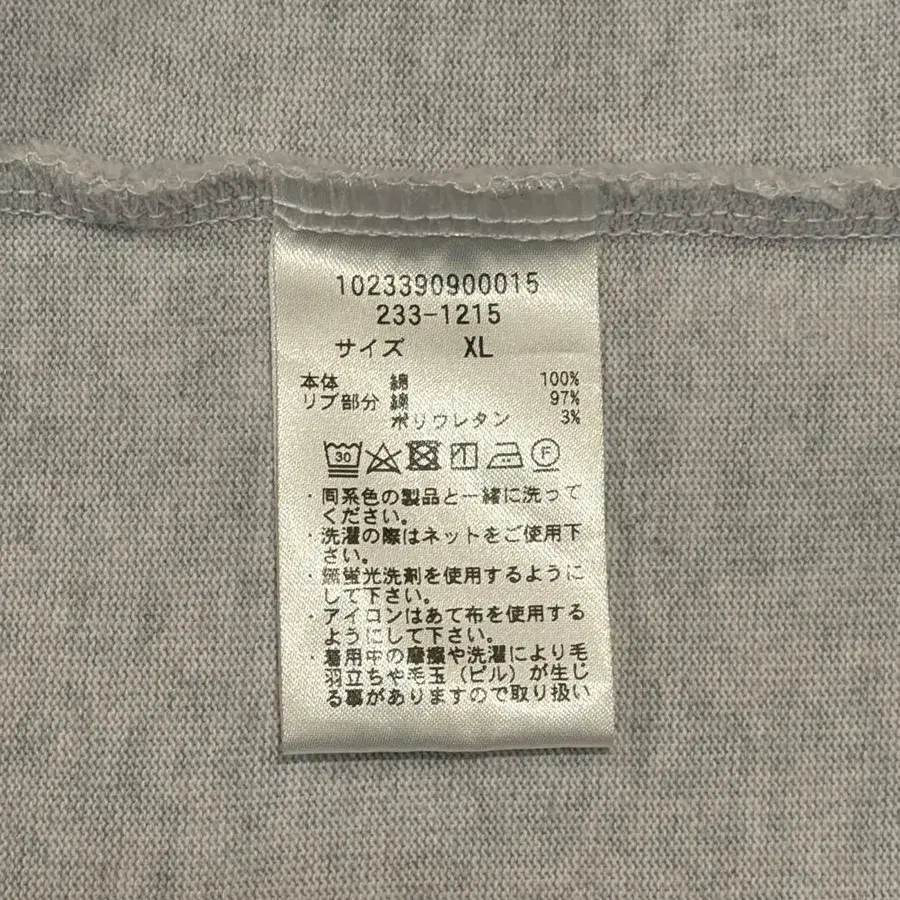 1023390900015
233-1215
サイズ XL
本体 綿 100%
リブ部分 綿 97%
ポリウレタン 3%
30 F
・同系色の製品と一緒に洗って
ください。
・洗濯の際はネットをご使用下
さい。
・無蛍光洗剤を使用するように
して下さい。
・アイロンはあて布を使用する
ようにして下さい。
・着用中の摩擦や洗濯により毛
羽立ちや毛玉(ピル)が生じ
る事がありますので取り扱い